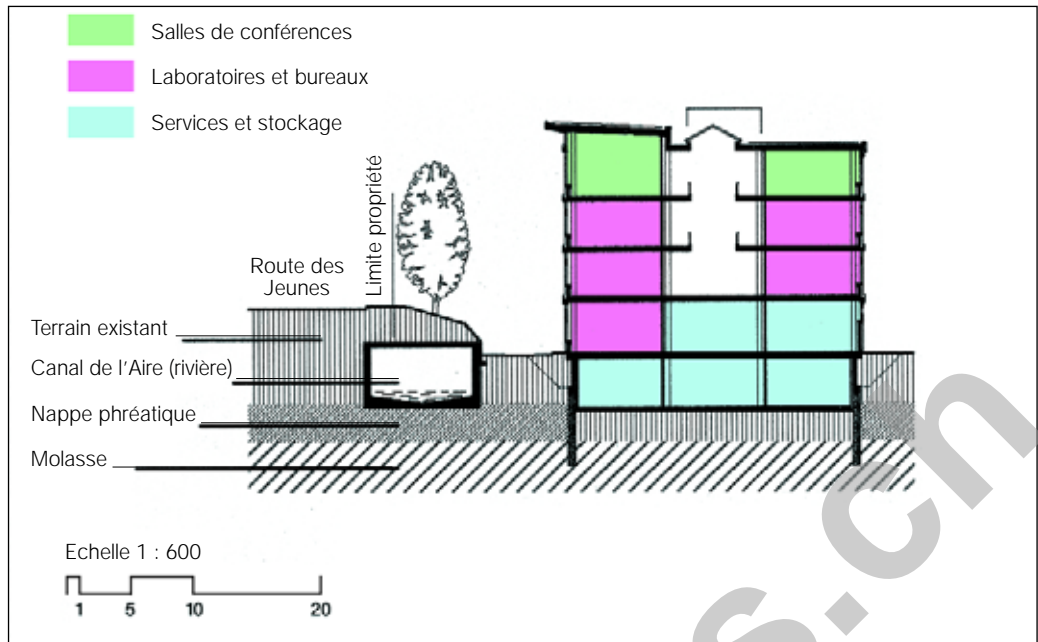 Salles de conférences
Laboratoires et bureaux
Services et stockage
Limite propriété
Route des
Jeunes
Terrain existant
Canal de l'Aire (rivière)
Nappe phréatique
Molasse
Echelle 1 : 600
1 5 10 20
s.cn